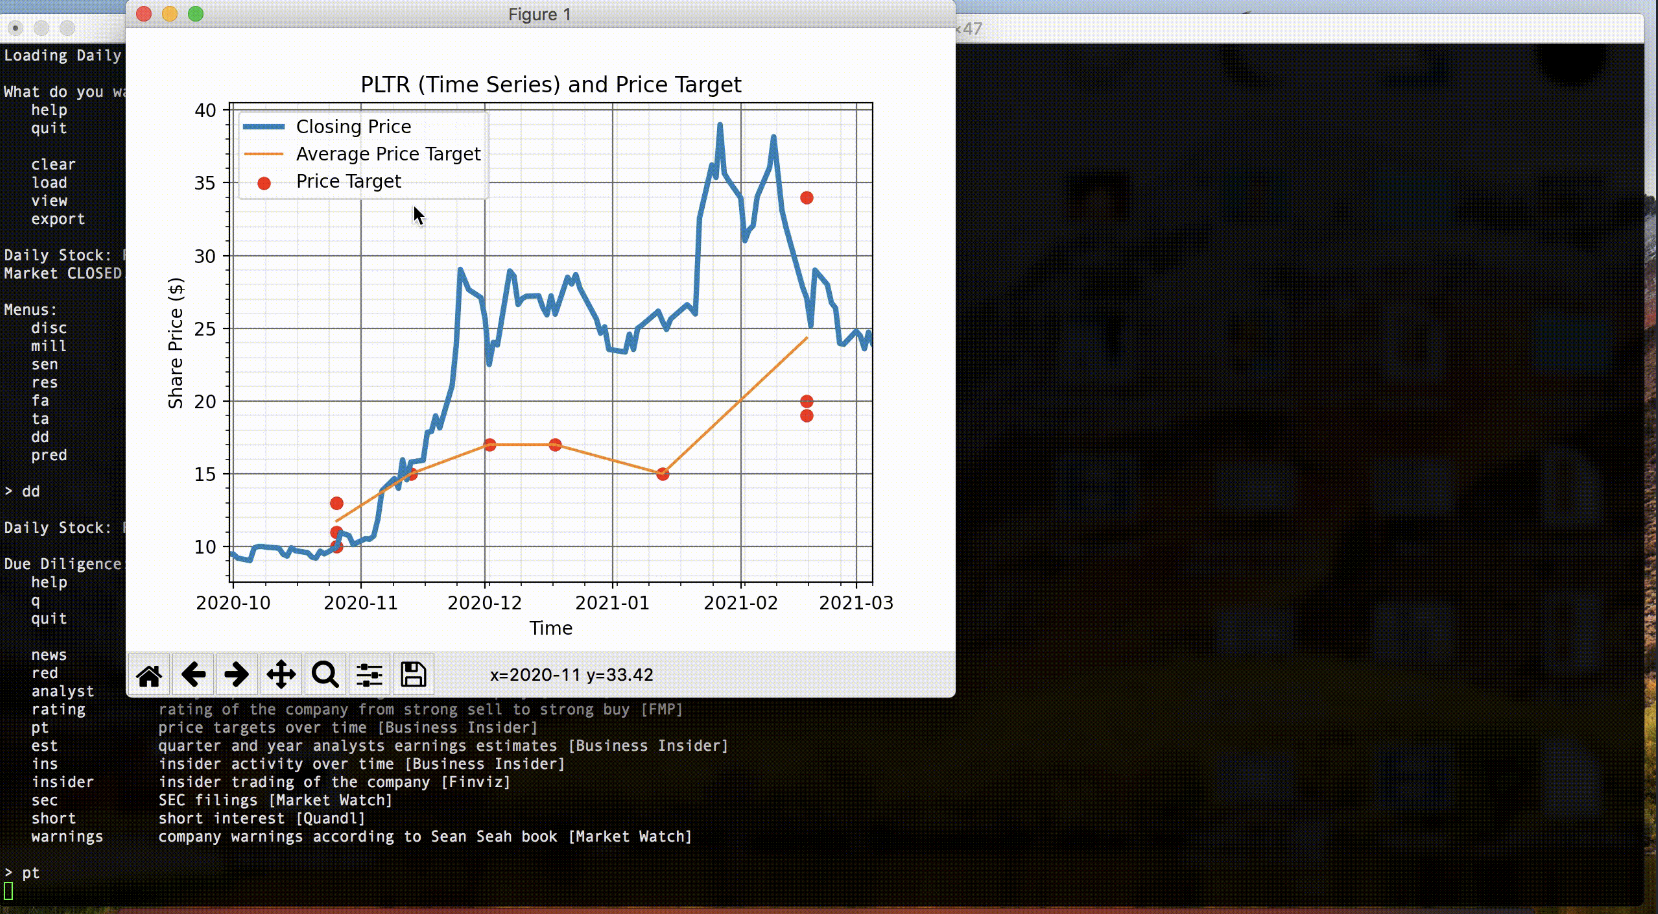 Figure 1
×47
Loading Daily
What do you wa
help
quit
clear
load
view
export
Daily Stock:
Market CLOSED
Menus:
disc
mill
sen
res
fa
ta
dd
pred
> dd
Daily Stock:
Due Diligence
help
q
quit
news
red
analyst
rating rating of the company from strong sell to strong buy [FMP]
pt price targets over time [Business Insider]
est quarter and year analysts earnings estimates [Business Insider]
ins insider activity over time [Business Insider]
insider insider trading of the company [Finviz]
sec SEC filings [Market Watch]
short short interest [Quandl]
warnings company warnings according to Sean Seah book [Market Watch]
> pt
PLTR (Time Series) and Price Target
Closing Price
Average Price Target
Price Target
Share Price ($)
40
35
30
25
20
15
10
2020-10 2020-11 2020-12 2021-01 2021-02 2021-03
Time
x=2020-11 y=33.42